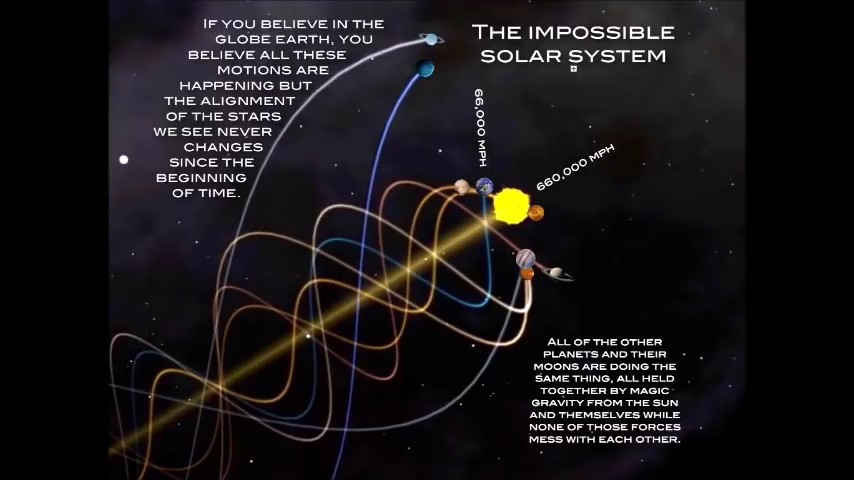 IF YOU BELIEVE IN THE
GLOBE EARTH, YOU
BELIEVE ALL THESE
MOTIONS ARE
HAPPENING BUT
THE ALIGNMENT
OF THE STARS
WE SEE NEVER
CHANGES
SINCE THE
BEGINNING
OF TIME.
THE IMPOSSIBLE
SOLAR SYSTEM
66,000 MPH
660,000 MPH
ALL OF THE OTHER
PLANETS AND THEIR
MOONS ARE DOING THE
SAME THING, ALL HELD
TOGETHER BY MAGIC
GRAVITY FROM THE SUN
AND THEMSELVES WHILE
NONE OF THOSE FORCES
MESS WITH EACH OTHER.